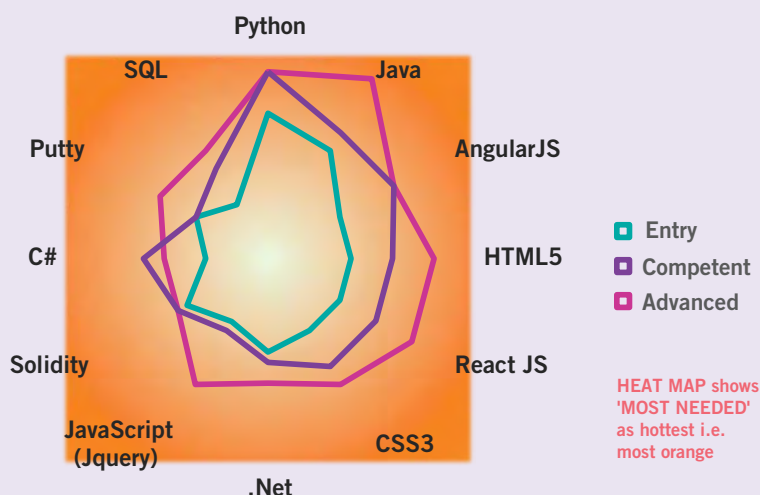 Python
SQL
Java
Putty
AngularJS
C#
HTML5
Solidity
React JS
JavaScript
(Jquery)
CSS3
.Net
Entry
Competent
Advanced
HEAT MAP shows
'MOST NEEDED'
as hottest i.e.
most orange